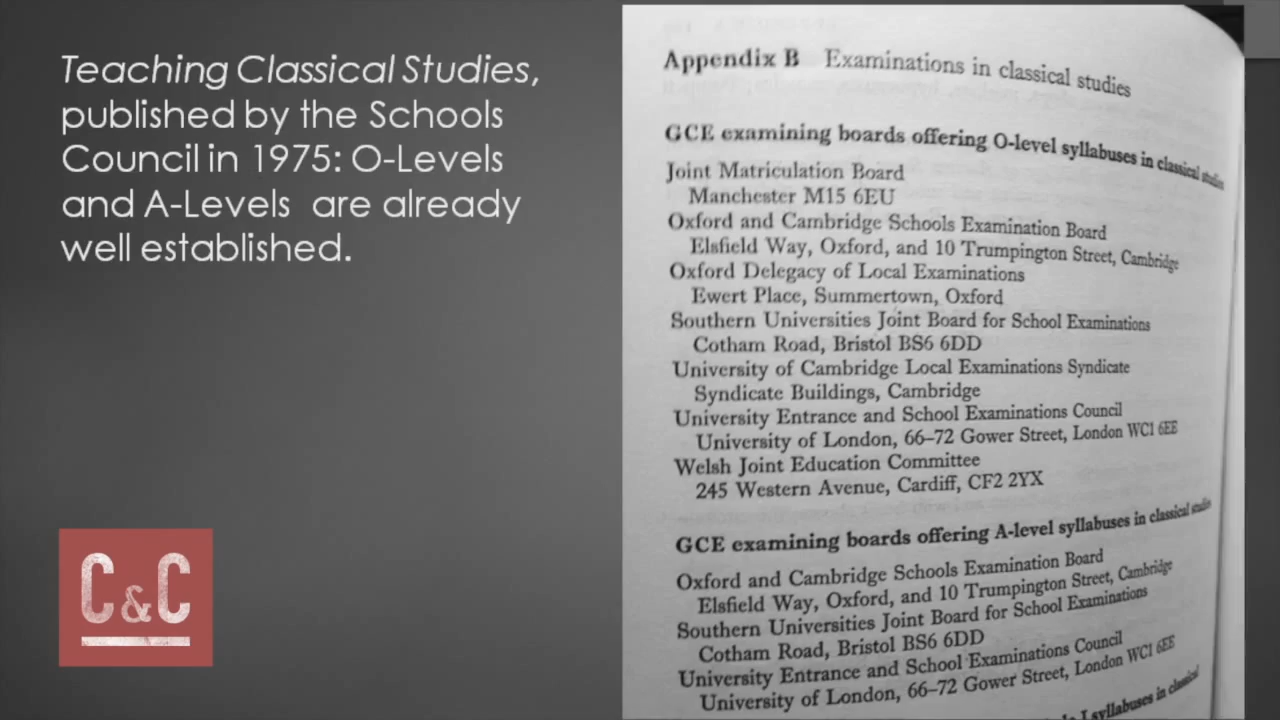 Teaching Classical Studies,
published by the Schools
Council in 1975: O-Levels
and A-Levels are already
well established.
C&C
Appendix B Examinations in classical studies
GCE examining boards offering O-level syllabuses in classical studies
Joint Matriculation Board
Manchester M15 6EU
Oxford and Cambridge Schools Examination Board
Elsfield Way, Oxford, and 10 Trumpington Street, Cambridge
Oxford Delegacy of Local Examinations
Ewert Place, Summertown, Oxford
Southern Universities Joint Board for School Examinations
Cotham Road, Bristol BS6 6DD
University of Cambridge Local Examinations Syndicate
Syndicate Buildings, Cambridge
University Entrance and School Examinations Council
University of London, 66–72 Gower Street, London WC1 6EE
Welsh Joint Education Committee
245 Western Avenue, Cardiff, CF2 2YX
GCE examining boards offering A-level syllabuses in classical studies
Oxford and Cambridge Schools Examination Board
Elsfield Way, Oxford, and 10 Trumpington Street, Cambridge
Southern Universities Joint Board for School Examinations
Cotham Road, Bristol BS6 6DD
University Entrance and School Examinations Council
University of London, 66–72 Gower Street, London WC1 6EE
syllabuses in classical